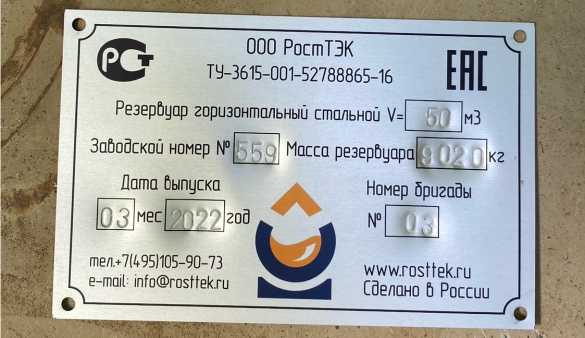 РСТ
ООО РостТЭК
ТУ-3615-001-52788865-16
ЕАС
Резервуар горизонтальный стальной V= 50 м3
Заводской номер № 559 Масса резервуара 9020 кг
Дата выпуска
03 мес 2022 год
Номер бригады
№ 03
тел.+7(495)105-90-73
e-mail: info@rosttek.ru
www.rosttek.ru
Сделано в России